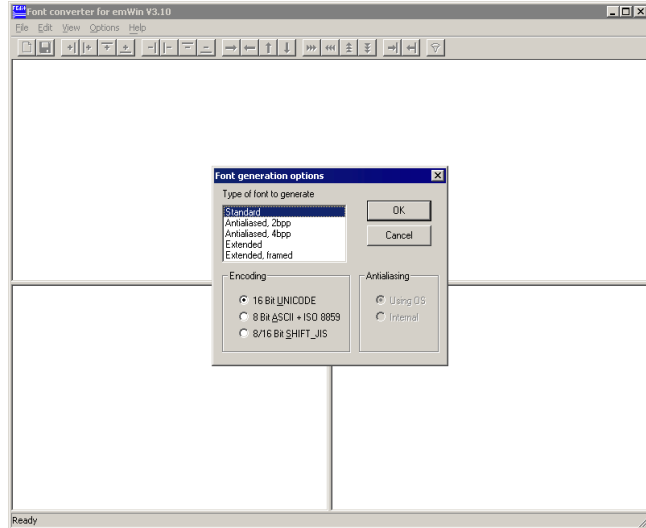 Font converter for emWin V3.10
File Edit View Options Help
Font generation options
Type of font to generate
Standard
Antialiased, 2bpp
Antialiased, 4bpp
Extended
Extended, framed
OK
Cancel
Encoding
16 Bit UNICODE
8 Bit ASCII + ISO 8859
8/16 Bit SHIFT_JIS
Antialiasing
Using OS
Internal
Ready